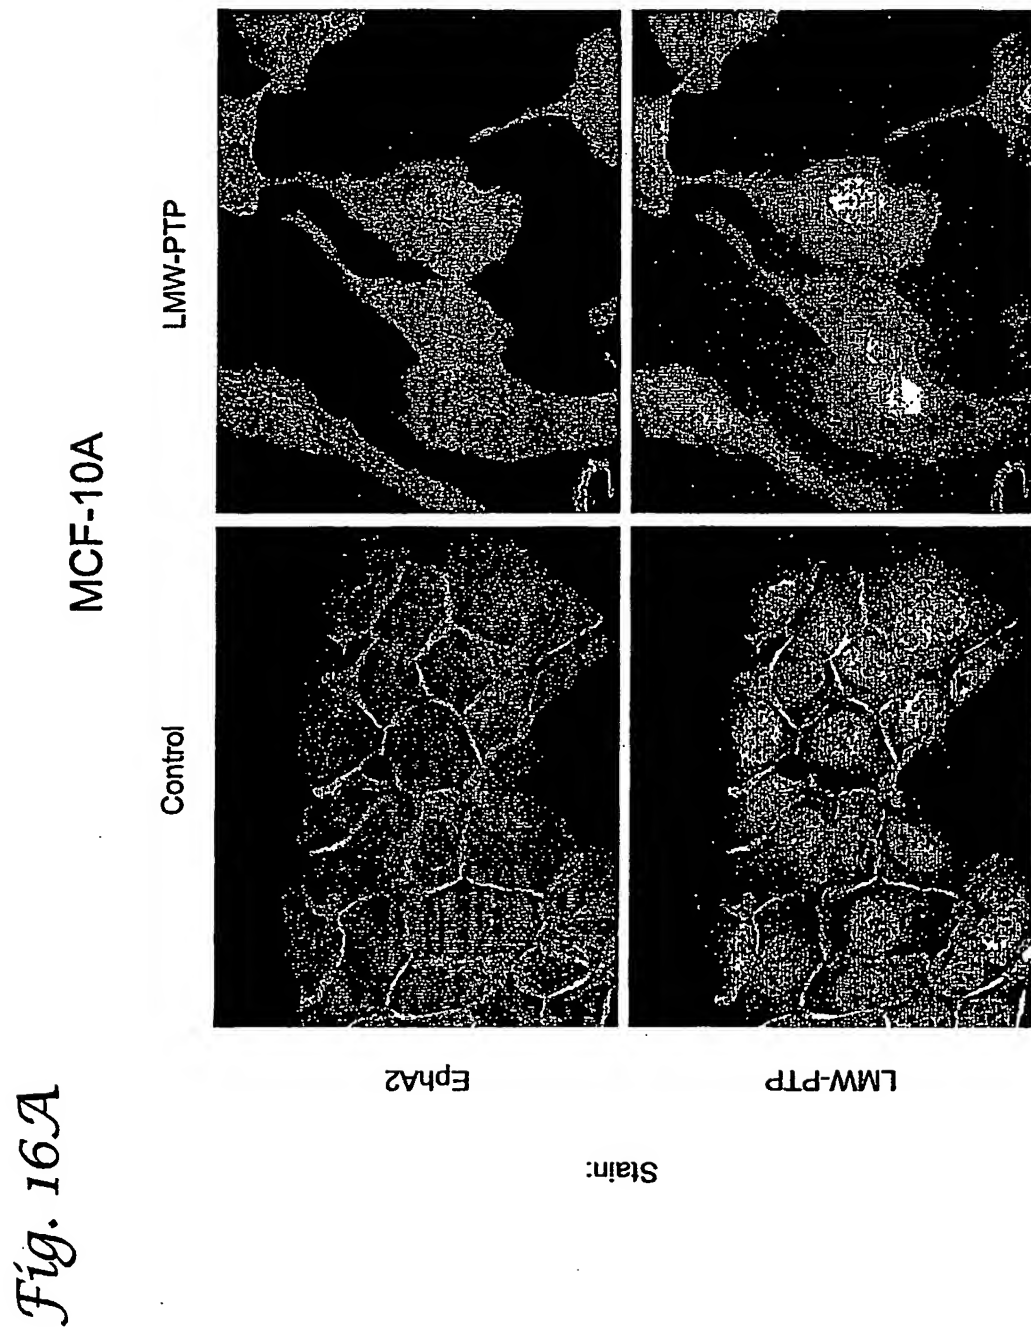 Fig. 16A
MCF-10A
Control
LMW-PTP
Stain:
EphA2
LMW-PTP